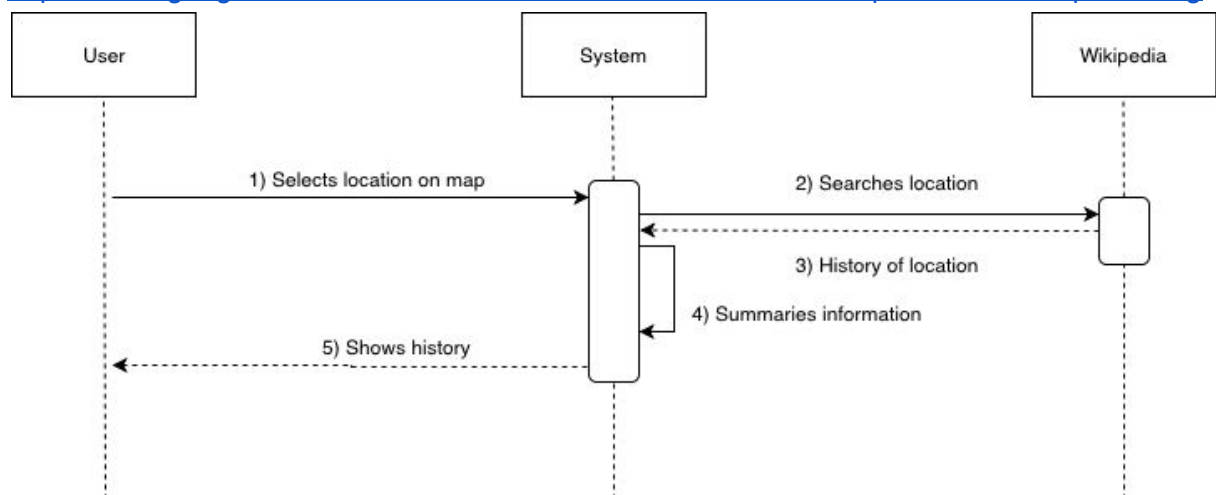 User
System
Wikipedia
1) Selects location on map
2) Searches location
3) History of location
4) Summaries information
5) Shows history